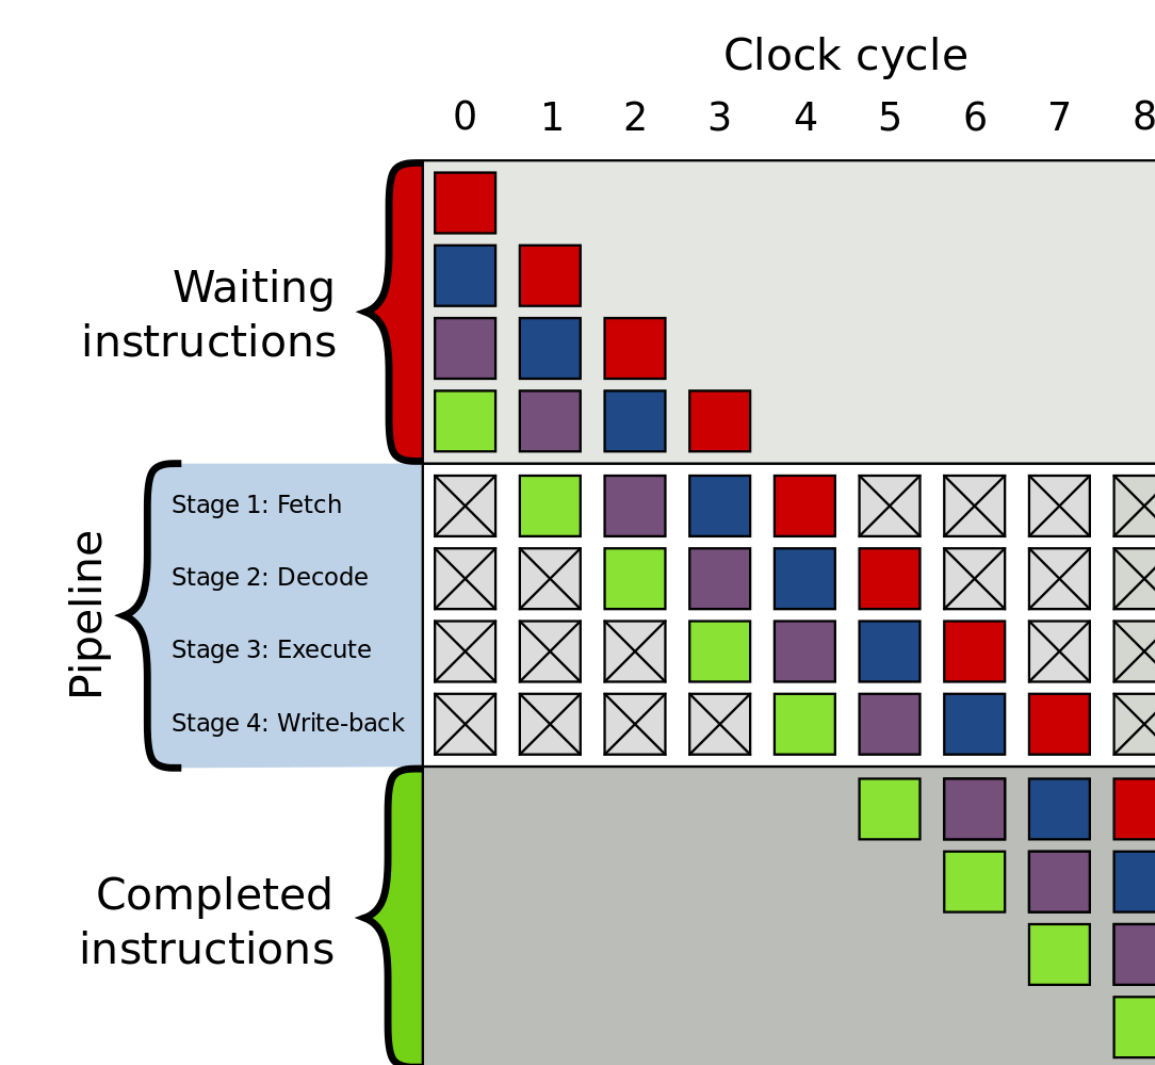 Clock cycle
0 1 2 3 4 5 6 7 8
Waiting
instructions
Pipeline
Stage 1: Fetch
Stage 2: Decode
Stage 3: Execute
Stage 4: Write-back
Completed
instructions